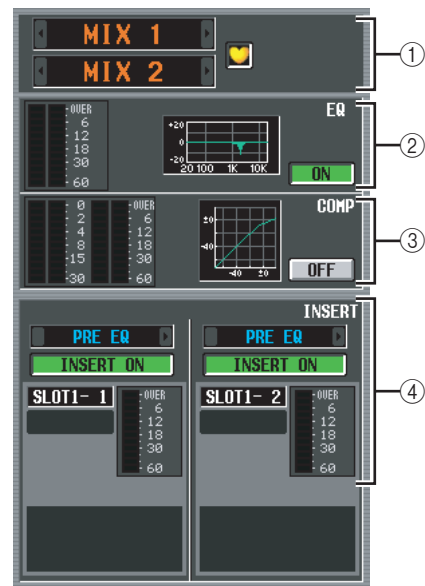 MIX 1
MIX 2
①
EQ
OVER
6
12
18
30
60
+20
0
-20
20 100 1K 10K
ON
②
COMP
0
2
4
8
15
30
OVER
6
12
18
30
60
±0
-40
-40 ±0
OFF
③
INSERT
PRE EQ
PRE EQ
INSERT ON
INSERT ON
SLOT1- 1
OVER
6
12
18
30
60
SLOT1- 2
OVER
6
12
18
30
60
④